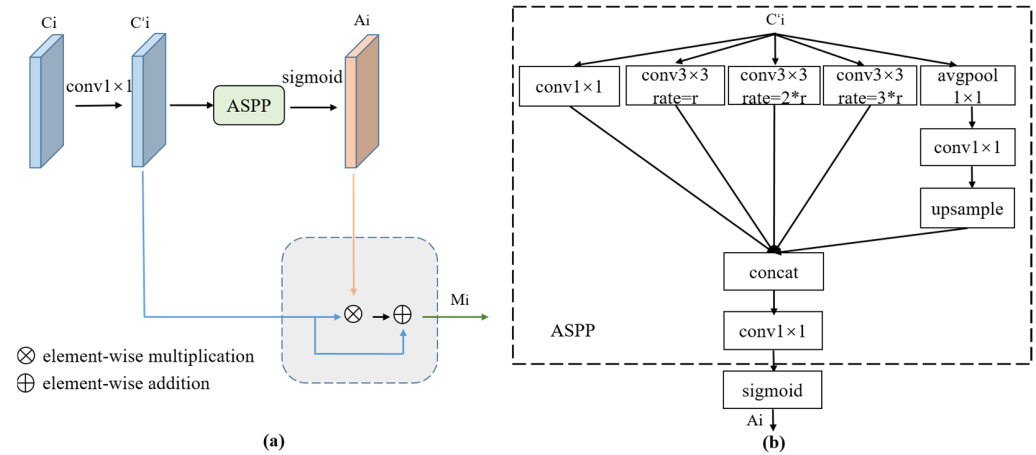 Ci
C‘i
Ai
conv1×1
ASPP
sigmoid
Mi
element-wise multiplication
element-wise addition
(a)
C‘i
conv1×1
conv3×3
rate=r
conv3×3
rate=2*r
conv3×3
rate=3*r
avgpool
1×1
conv1×1
upsample
concat
conv1×1
ASPP
sigmoid
Ai
(b)